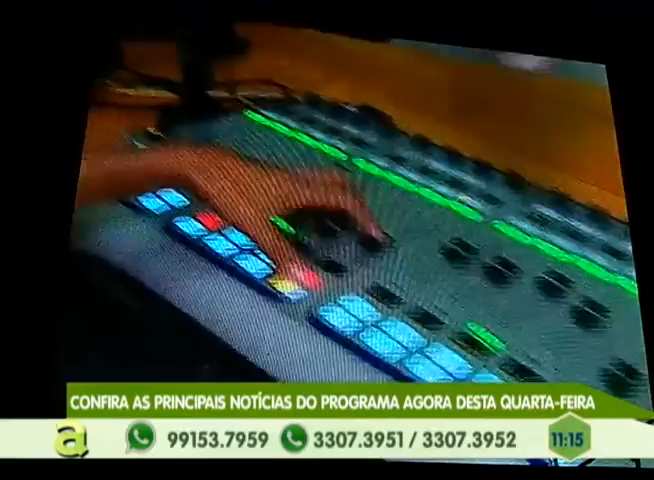 CONFIRA AS PRINCIPAIS NOTÍCIAS DO PROGRAMA AGORA DESTA QUARTA-FEIRA
a 99153.7959 3307.3951 / 3307.3952 11:15